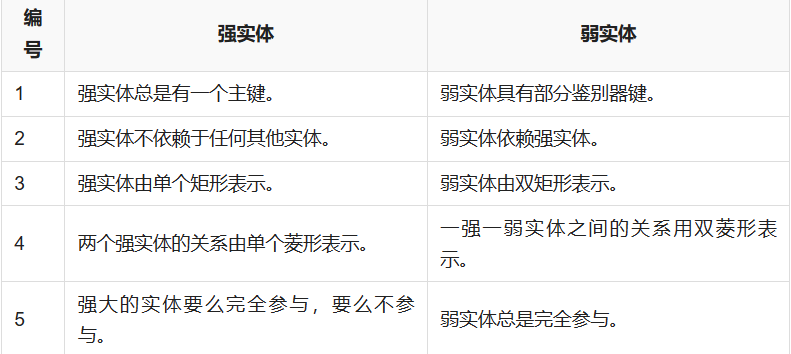 编
号
强实体
弱实体
1
强实体总是有一个主键。
弱实体具有部分鉴别器键。
2
强实体不依赖于任何其他实体。
弱实体依赖强实体。
3
强实体由单个矩形表示。
弱实体由双矩形表示。
4
两个强实体的关系由单个菱形表示。
一强一弱实体之间的关系用双菱形表
示。
5
强大的实体要么完全参与，要么不参
与。
弱实体总是完全参与。